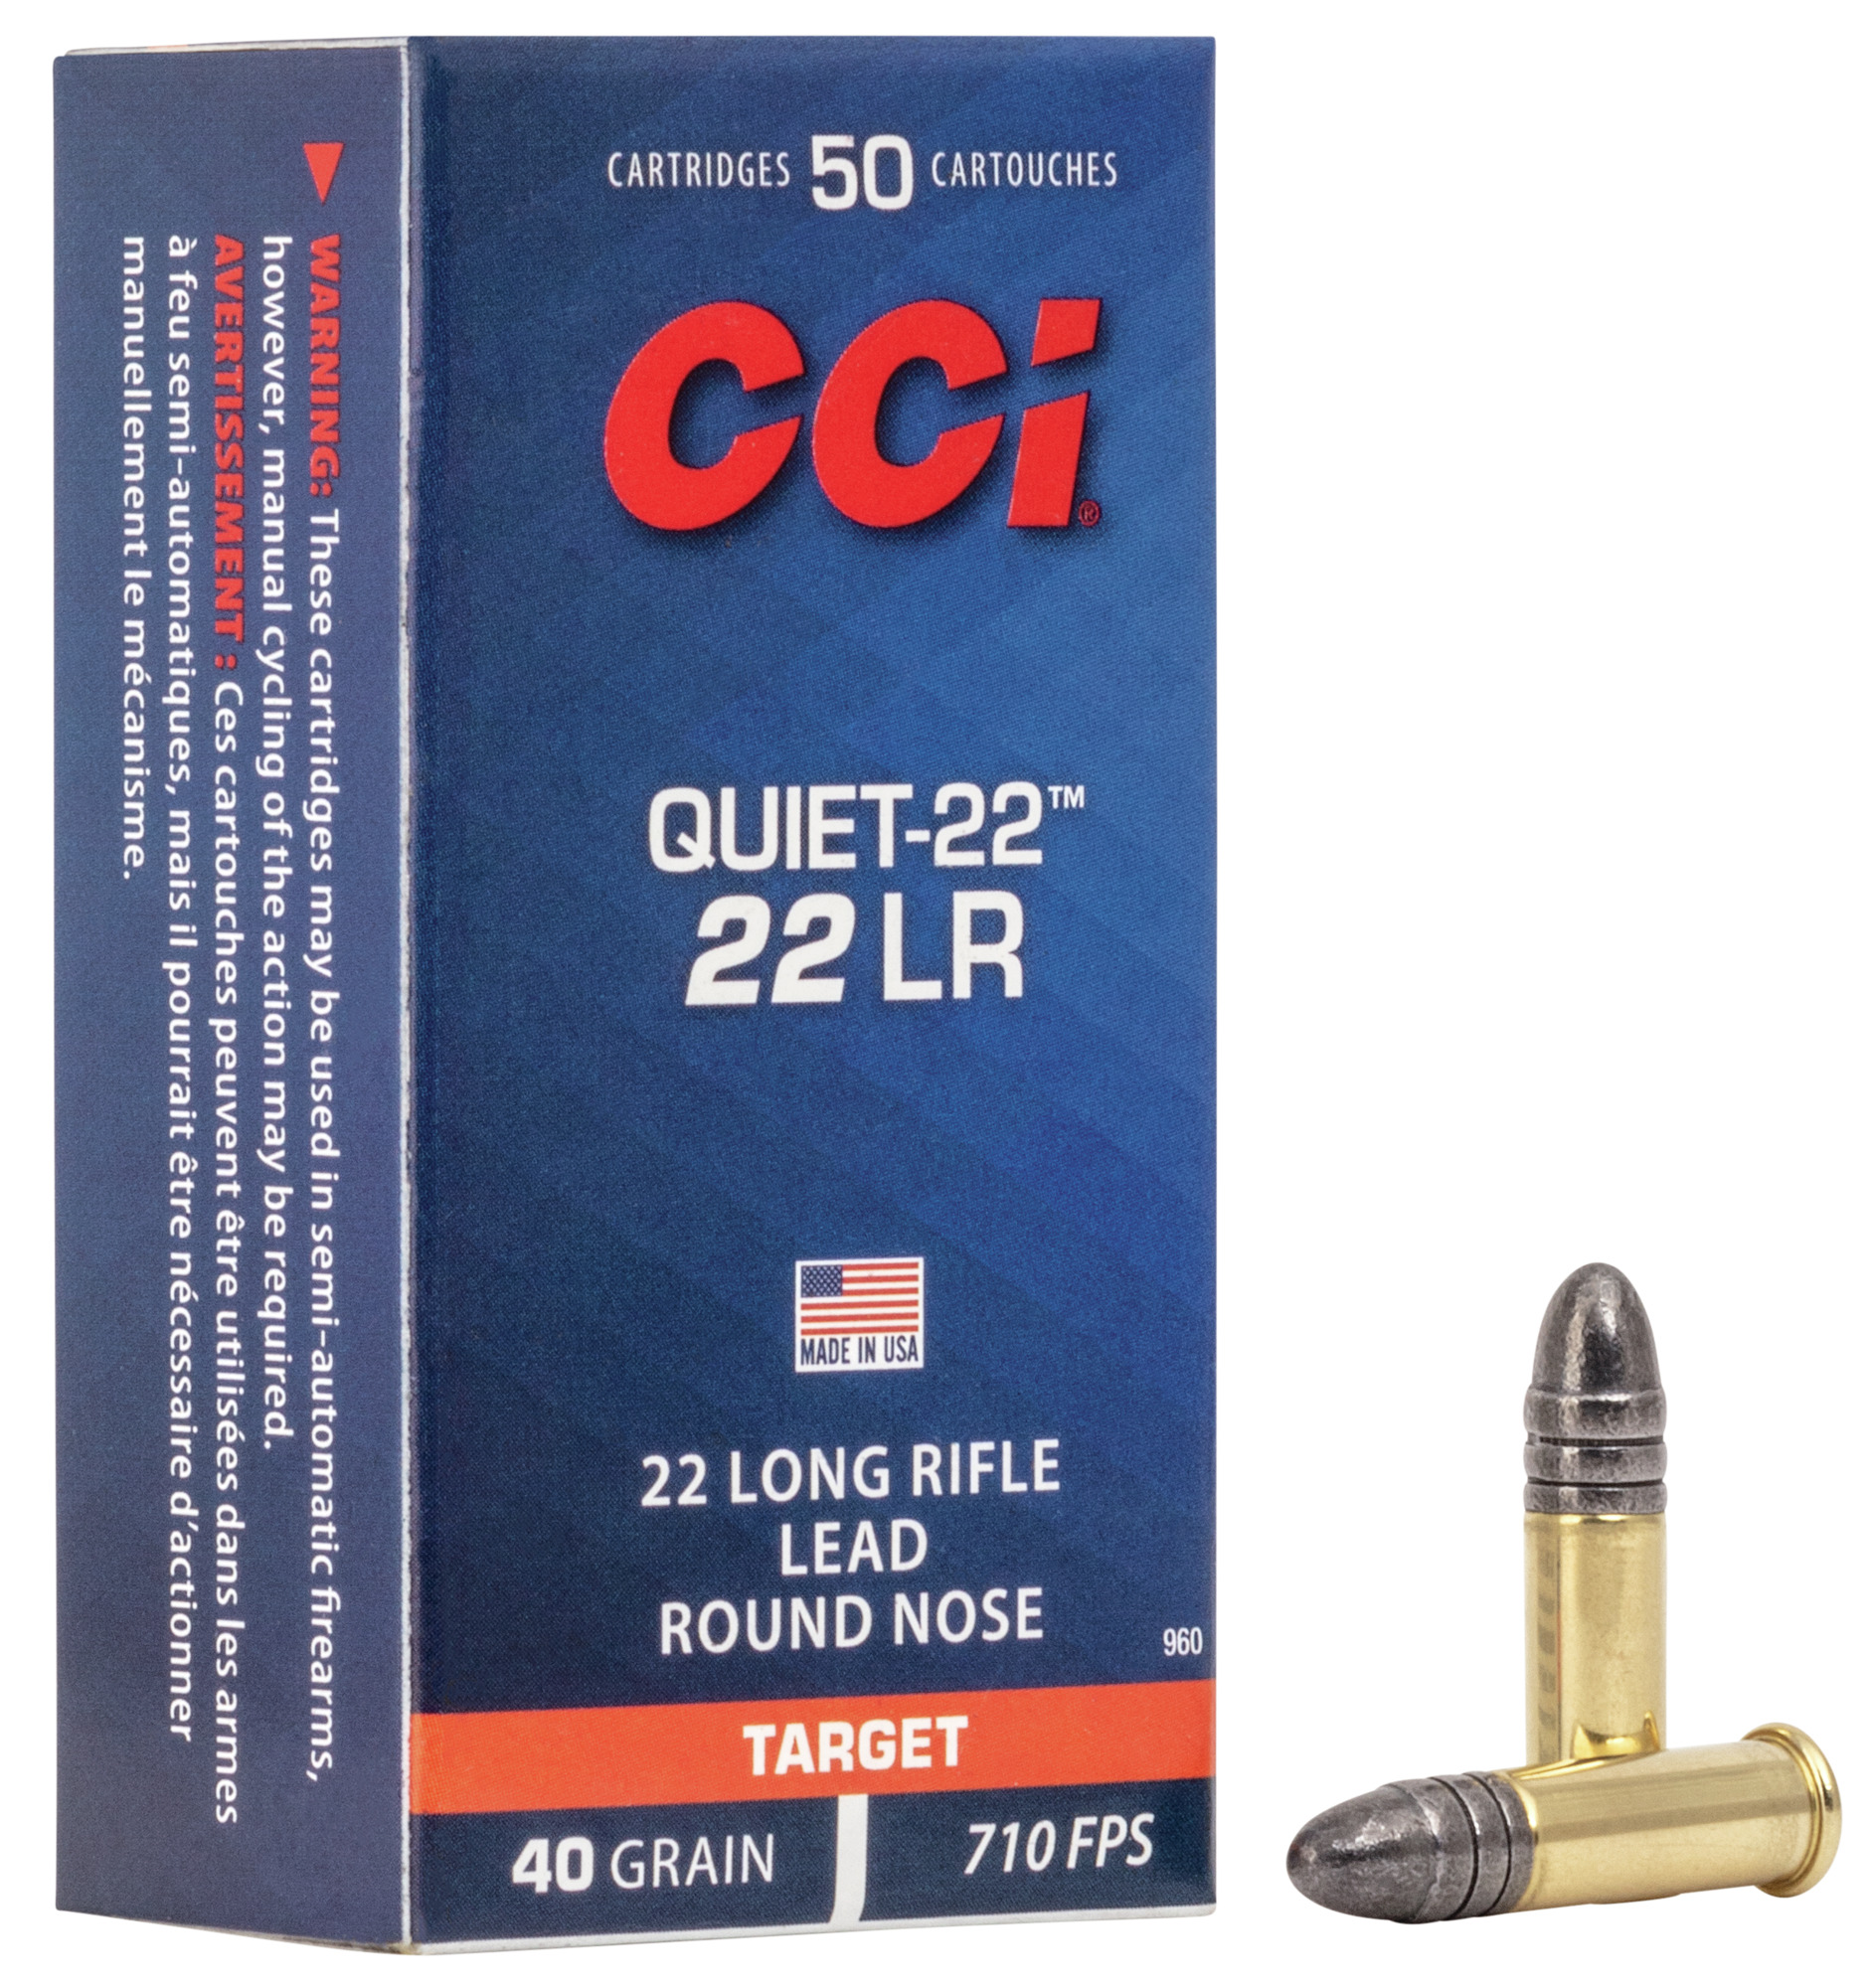 CARTRIDGES 50 CARTOUCHES
CCI®
QUIET-22™
22 LR
MADE IN USA
22 LONG RIFLE
LEAD
ROUND NOSE
960
TARGET
40 GRAIN
710 FPS
WARNING: These cartridges may be used in semi-automatic firearms,
however, manual cycling of the action may be required.
AVERTISSEMENT : Ces cartouches peuvent être utilisées dans les armes
à feu semi-automatiques, mais il pourrait être nécessaire d'actionner
manuellement le mécanisme.